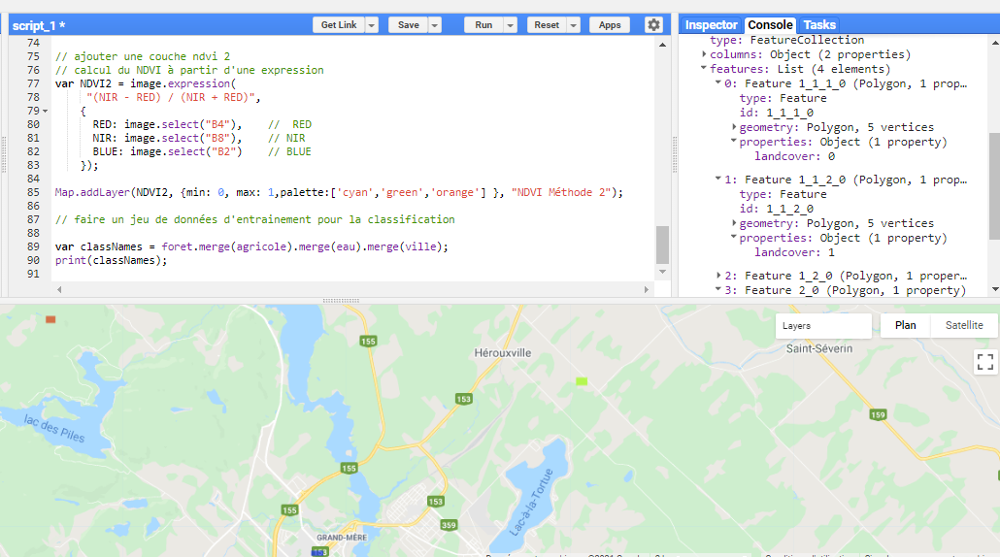 script_1 *
Get Link
Save
Run
Reset
Apps
Inspector
Console
Tasks
74
75 // ajouter une couche ndvi 2
76 // calcul du NDVI à partir d'une expression
77 var NDVI2 = image.expression(
78 "(NIR - RED) / (NIR + RED)",
79 {
80 RED: image.select("B4"), // RED
81 NIR: image.select("B8"), // NIR
82 BLUE: image.select("B2") // BLUE
83 });
84
85 Map.addLayer(NDVI2, {min: 0, max: 1,palette:['cyan','green','orange'] }, "NDVI Méthode 2");
86
87 // faire un jeu de données d'entrainement pour la classification
88
89 var classNames = foret.merge(agricole).merge(eau).merge(ville);
90 print(classNames);
91
type: FeatureCollection
columns: Object (2 properties)
features: List (4 elements)
0: Feature 1_1_1_0 (Polygon, 1 prop…
type: Feature
id: 1_1_1_0
geometry: Polygon, 5 vertices
properties: Object (1 property)
landcover: 0
1: Feature 1_1_2_0 (Polygon, 1 prop…
type: Feature
id: 1_1_2_0
geometry: Polygon, 5 vertices
properties: Object (1 property)
landcover: 1
2: Feature 1_2_0 (Polygon, 1 proper…
3: Feature 2_0 (Polygon, 1 property)
Layers
Plan
Satellite
155
Hérouxville
Saint-Séverin
153
159
lac des Piles
155
Lac-à-la-Tortue
153
155
359
GRAND-MÈRE